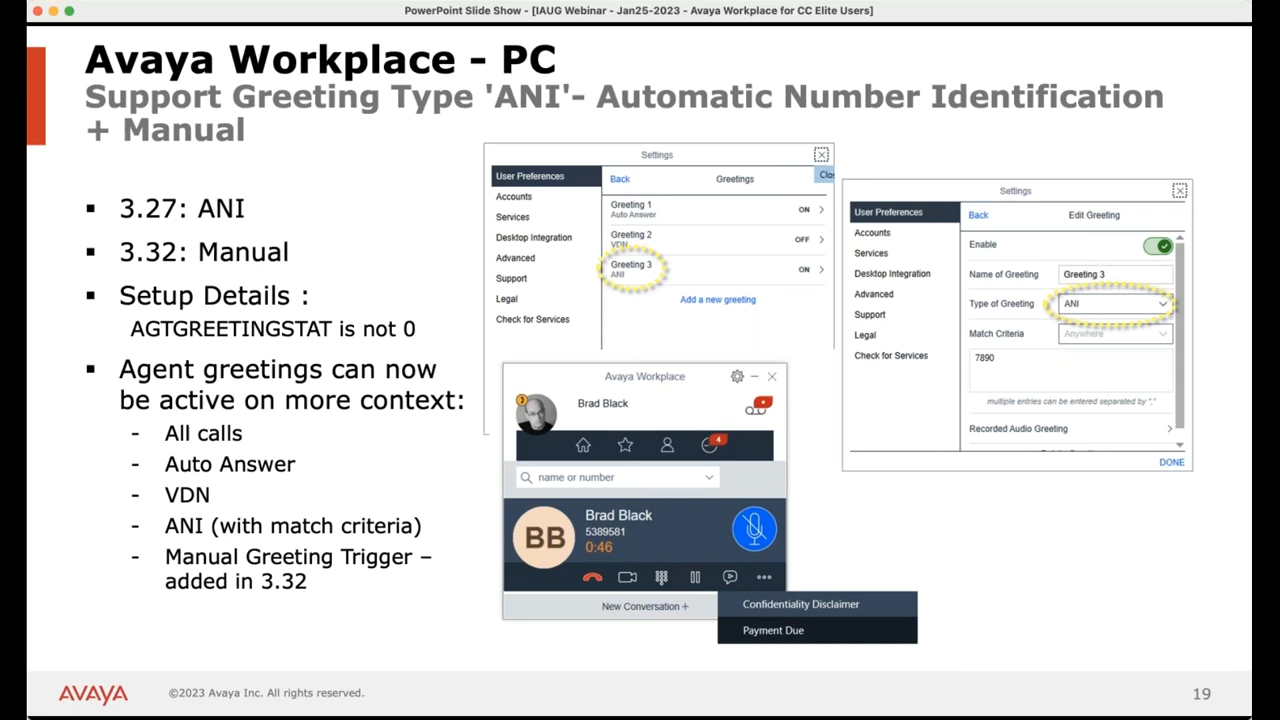 PowerPoint Slide Show - [IAUG Webinar - Jan25-2023 - Avaya Workplace for CC Elite Users]
Avaya Workplace - PC
Support Greeting Type 'ANI'- Automatic Number Identification
+ Manual
▪ 3.27: ANI
▪ 3.32: Manual
▪ Setup Details :
AGTGREETINGSTAT is not 0
▪ Agent greetings can now
be active on more context:
- All calls
- Auto Answer
- VDN
- ANI (with match criteria)
- Manual Greeting Trigger –
added in 3.32
Settings
User Preferences
Accounts
Services
Desktop Integration
Advanced
Support
Legal
Check for Services
Back
Greetings
Clos
Greeting 1
Auto Answer
ON
Greeting 2
VDN
OFF
Greeting 3
ANI
ON
Add a new greeting
Settings
User Preferences
Accounts
Services
Desktop Integration
Advanced
Support
Legal
Check for Services
Back
Edit Greeting
Enable
Name of Greeting
Greeting 3
Type of Greeting
ANI
Match Criteria
Anywhere
7890
multiple entries can be entered separated by ","
Recorded Audio Greeting
DONE
Avaya Workplace
Brad Black
4
name or number
BB
Brad Black
5389581
0:46
New Conversation +
Confidentiality Disclaimer
Payment Due
AVAYA
©2023 Avaya Inc. All rights reserved.
19